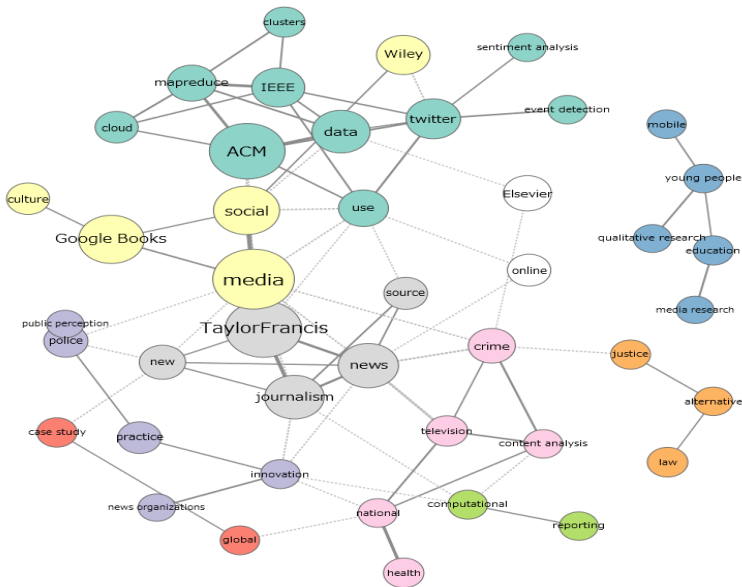 clusters
Wiley
sentiment analysis
mapreduce
IEEE
event detection
twitter
cloud
data
mobile
ACM
young people
culture
social
use
Elsevier
Google Books
qualitative research
education
media
online
source
media research
public perception
TaylorFrancis
police
new
news
crime
justice
journalism
alternative
case study
practice
television
content analysis
law
innovation
news organizations
national
computational
reporting
global
health